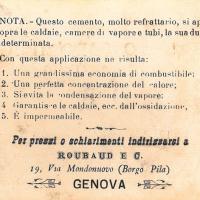 NOTA. - Questo cemento, molto refrattario, si ap
opra le caldaie, camere di vapore e tubi, la sua du
determinata.
Con questa applicazione ne risulta:
1. Una grandissima economia di combustibile;
2. Una perfetta concentrazione del calore;
3. Si evita la condensazione del vapore;
4 Garantisce le caldaie, ecc. dall'ossidazione,
5. È impermeabile.
Per prezzi o schiarimenti indirizzarsi a
ROUBAUD E C.
19, Via Mondonuovo (Borgo Pila)
GENOVA